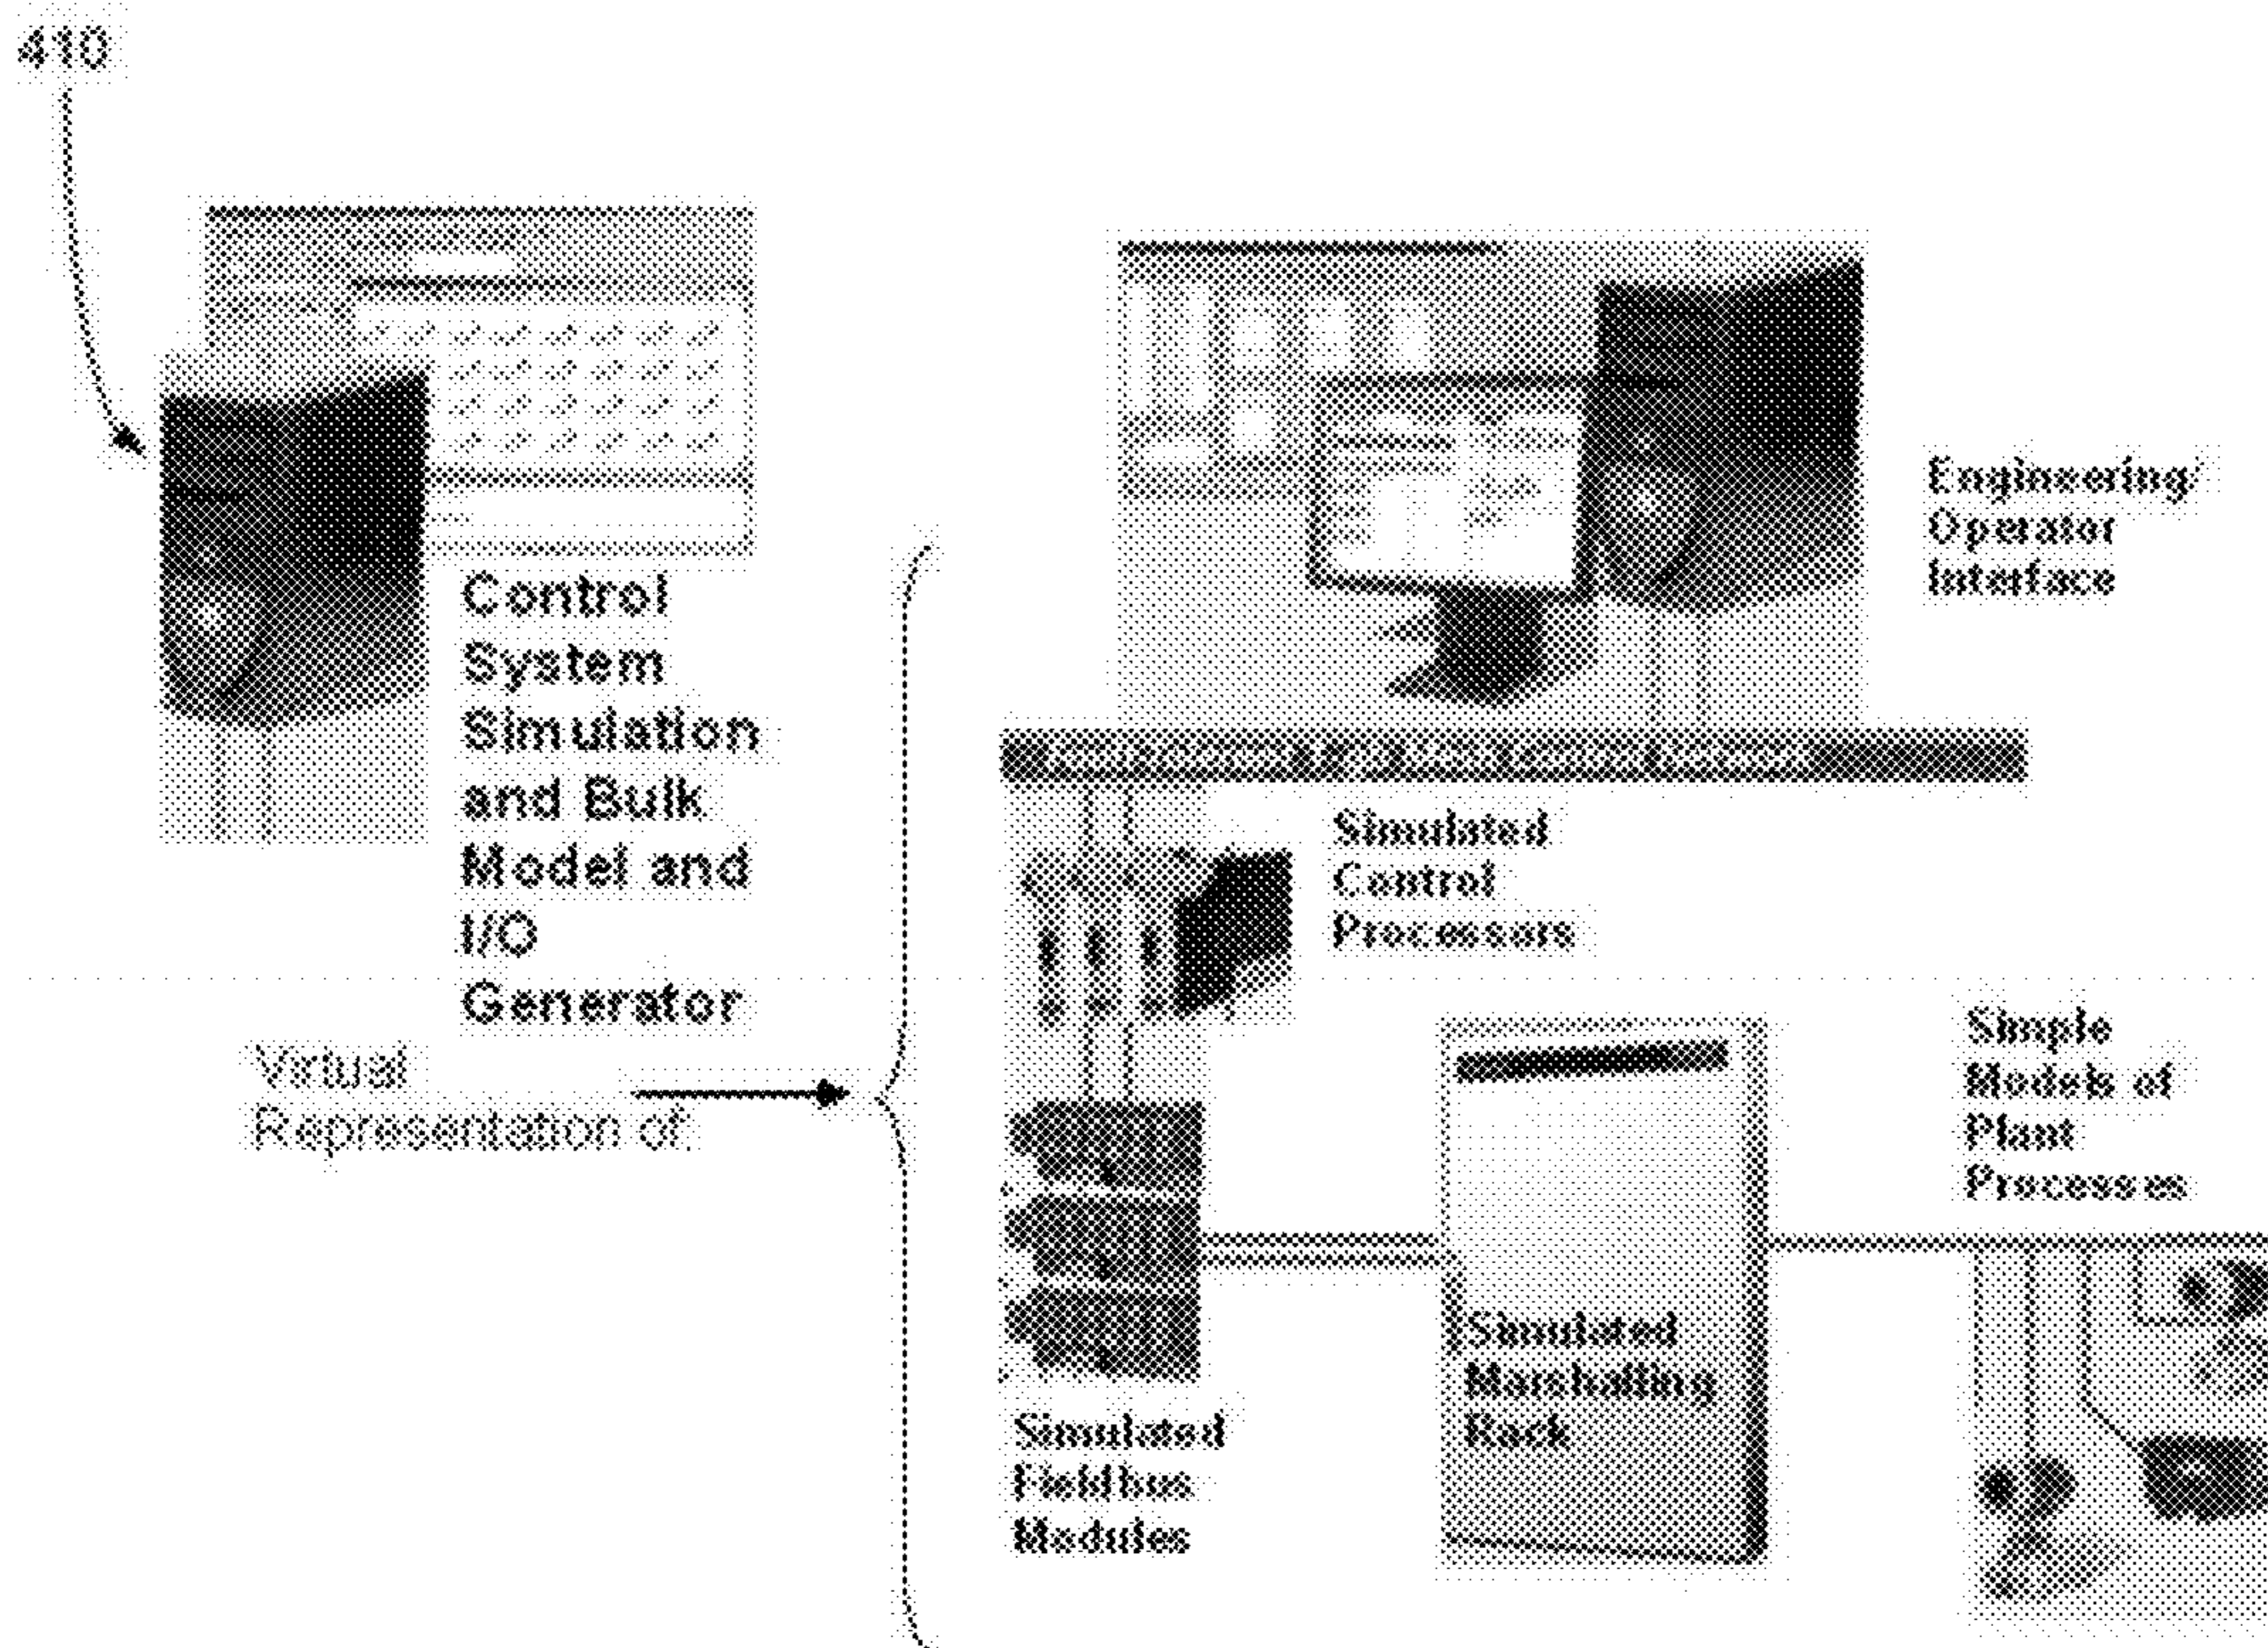 410
Control
System
Simulation
and Bulk
Model and
I/O
Generator
Virtual
Representation of:
Engineering/
Operator
Interface
Simulated
Control
Processors
Simple
Models of
Plant
Processes
Simulated
Marshalling
Rack
Simulated
Fieldbus
Modules